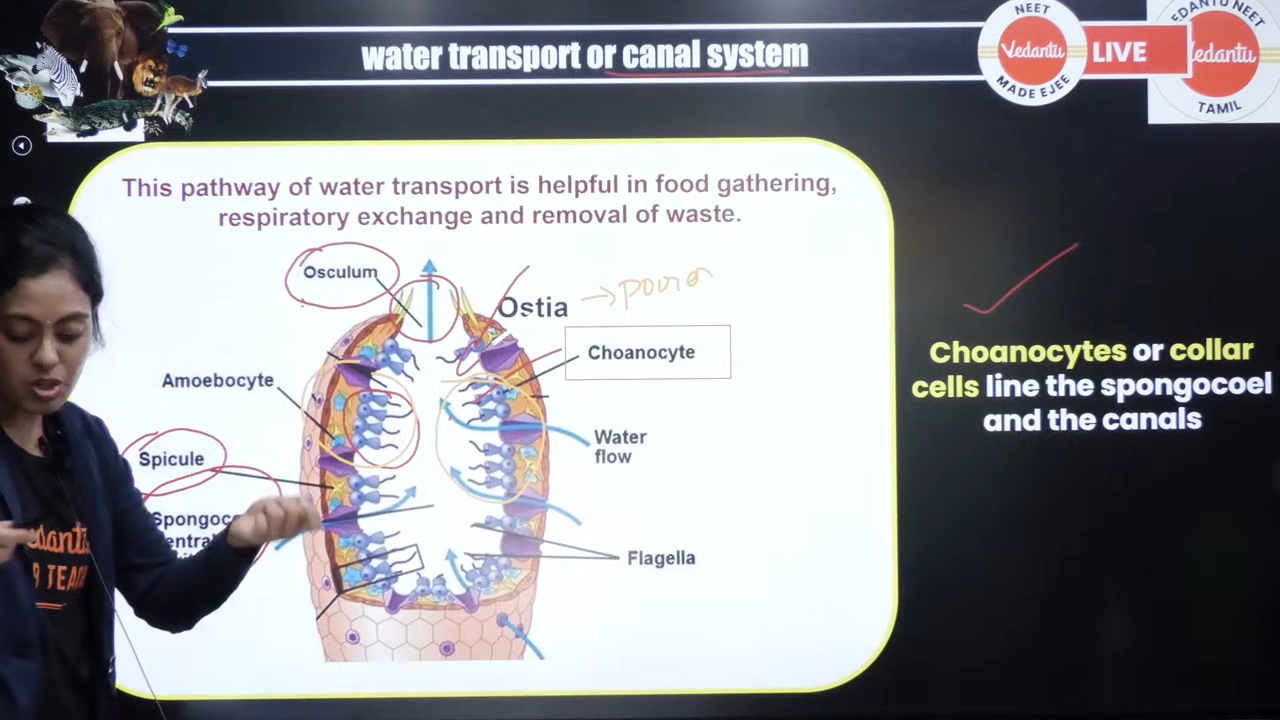 water transport or canal system
NEET
Vedantu
MADE EJEE
LIVE
VEDANTU NEET
Vedantu
TAMIL
This pathway of water transport is helpful in food gathering,
respiratory exchange and removal of waste.
Osculum
Ostia
Choanocyte
Amoebocyte
Water
flow
Spicule
Flagella
Choanocytes or collar
cells line the spongocoel
and the canals